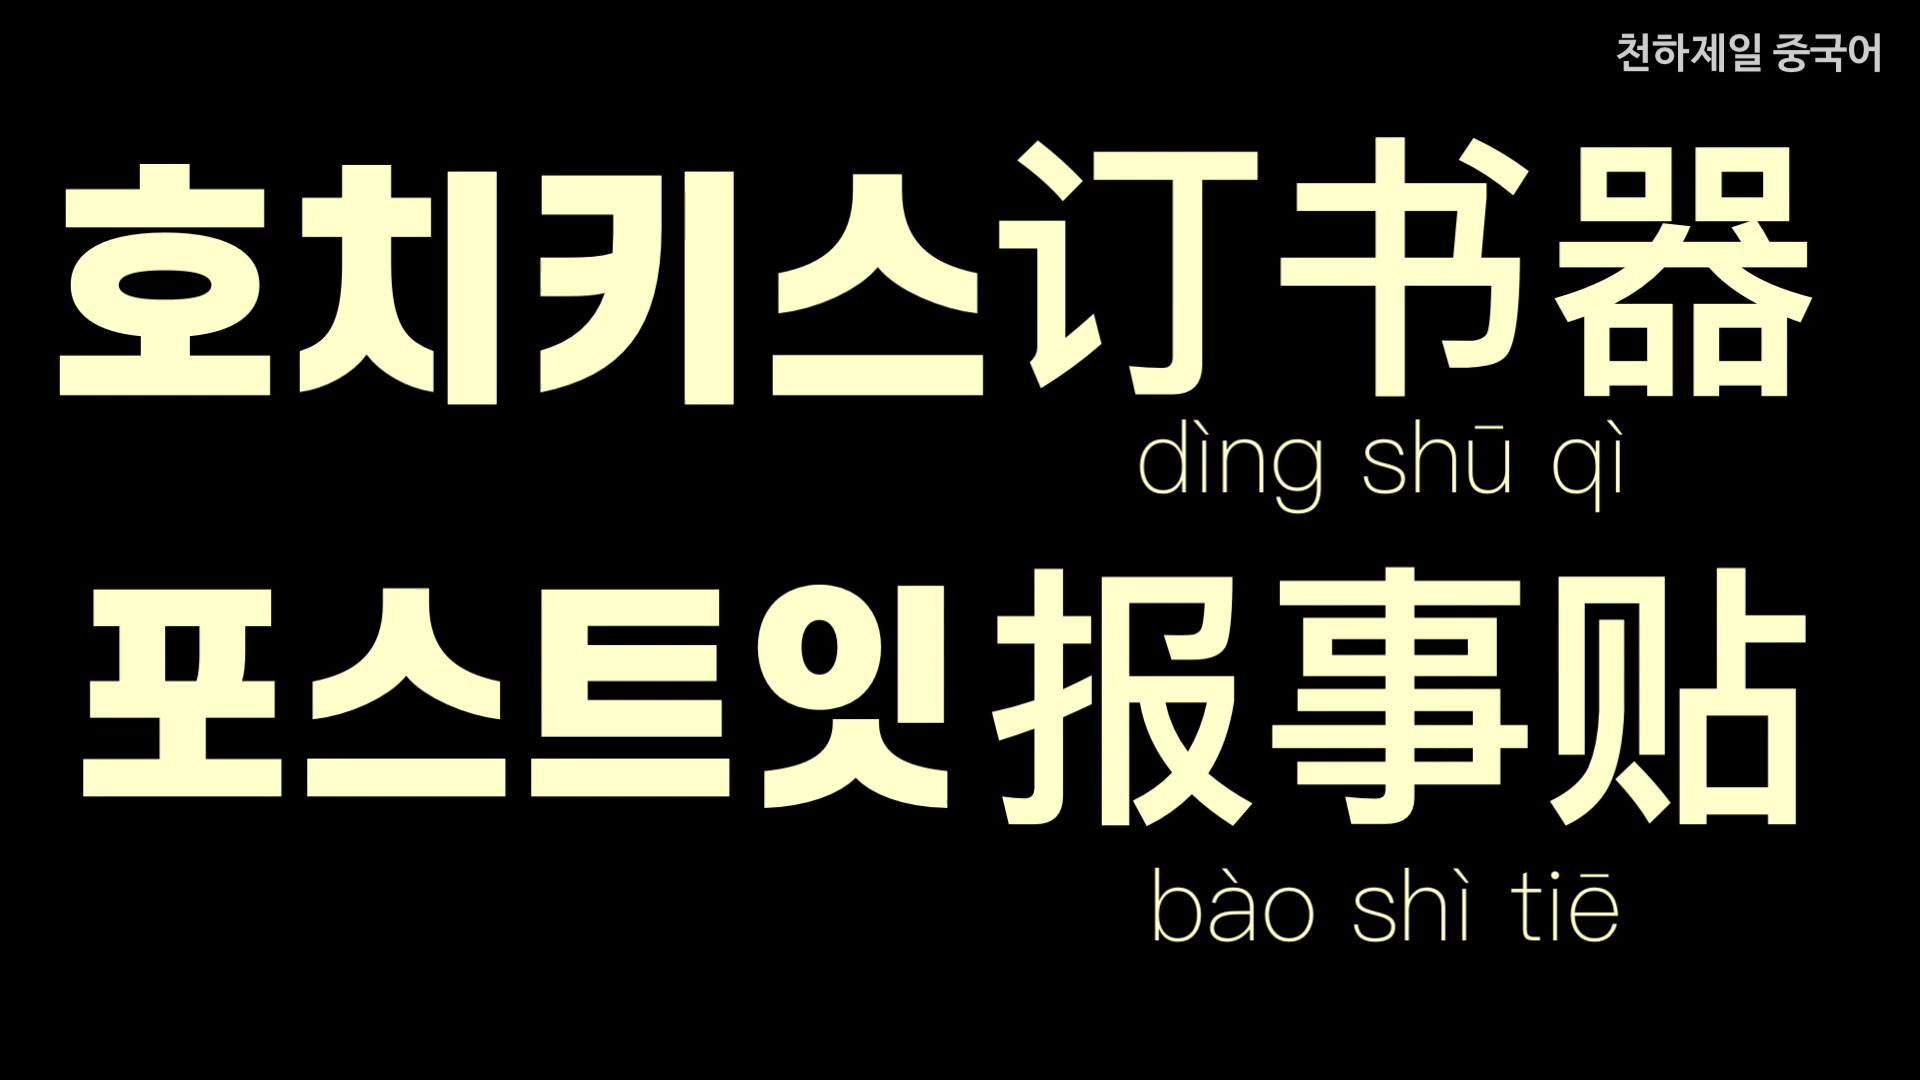 천하제일 중국어
호치키스订书器
dìng shū qì
포스트잇报事贴
bào shì tiē